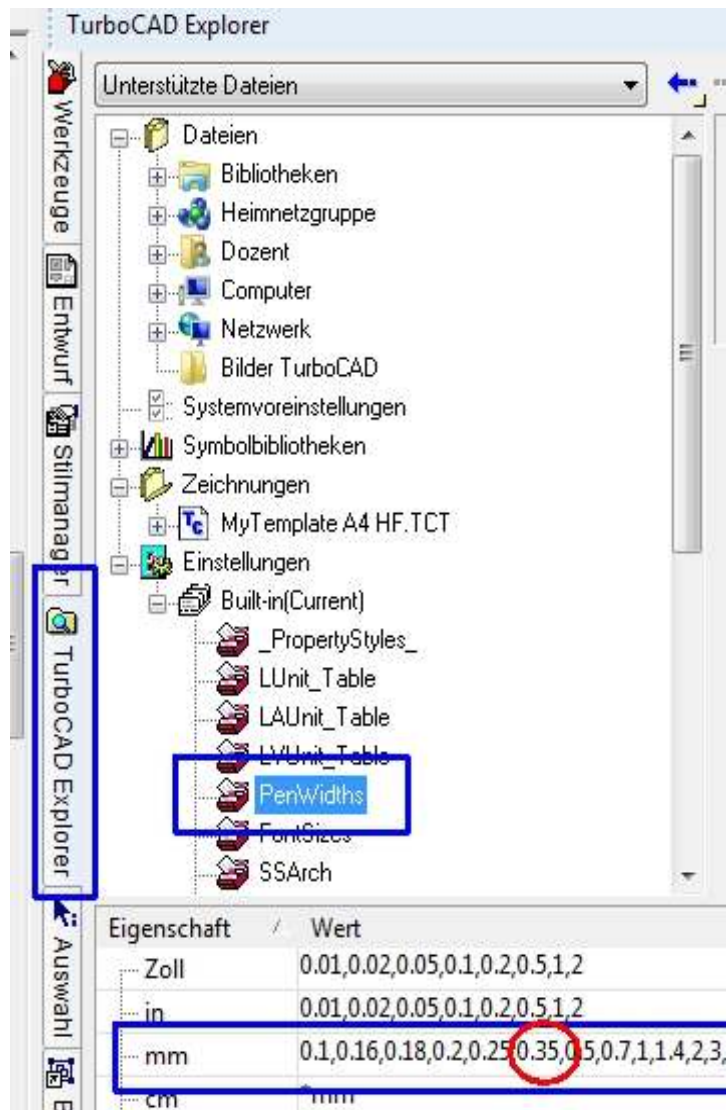 TurboCAD Explorer
Werkzeuge
Entwurf
Stilmanager
TurboCAD Explorer
Auswahl
Unterstützte Dateien
Dateien
Bibliotheken
Heimnetzgruppe
Dozent
Computer
Netzwerk
Bilder TurboCAD
Systemvoreinstellungen
Symbolbibliotheken
Zeichnungen
MyTemplate A4 HF.TCT
Einstellungen
Built-in(Current)
_PropertyStyles_
LUnit_Table
LAUnit_Table
LVUnit_Table
PenWidths
FontSizes
SSArch
Eigenschaft / Wert
Zoll 0.01,0.02,0.05,0.1,0.2,0.5,1,2
in 0.01,0.02,0.05,0.1,0.2,0.5,1,2
mm 0.1,0.16,0.18,0.2,0.25,0.35,0.5,0.7,1,1.4,2,3,
cm *mm